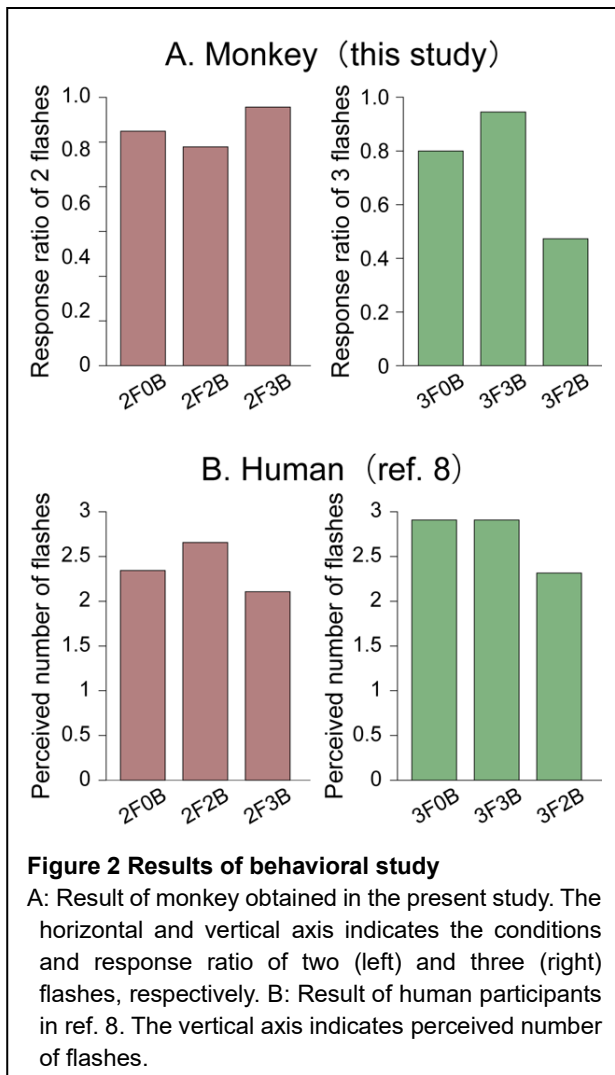 A. Monkey（this study）
Response ratio of 2 flashes
1.0
0.8
0.6
0.4
0.2
0
2F0B
2F2B
2F3B
Response ratio of 3 flashes
1.0
0.8
0.6
0.4
0.2
0
3F0B
3F3B
3F2B
B. Human（ref. 8）
Perceived number of flashes
3
2.5
2
1.5
1
0.5
0
2F0B
2F2B
2F3B
Perceived number of flashes
3
2.5
2
1.5
1
0.5
0
3F0B
3F3B
3F2B
Figure 2 Results of behavioral study
A: Result of monkey obtained in the present study. The
horizontal and vertical axis indicates the conditions
and response ratio of two (left) and three (right)
flashes, respectively. B: Result of human participants
in ref. 8. The vertical axis indicates perceived number
of flashes.